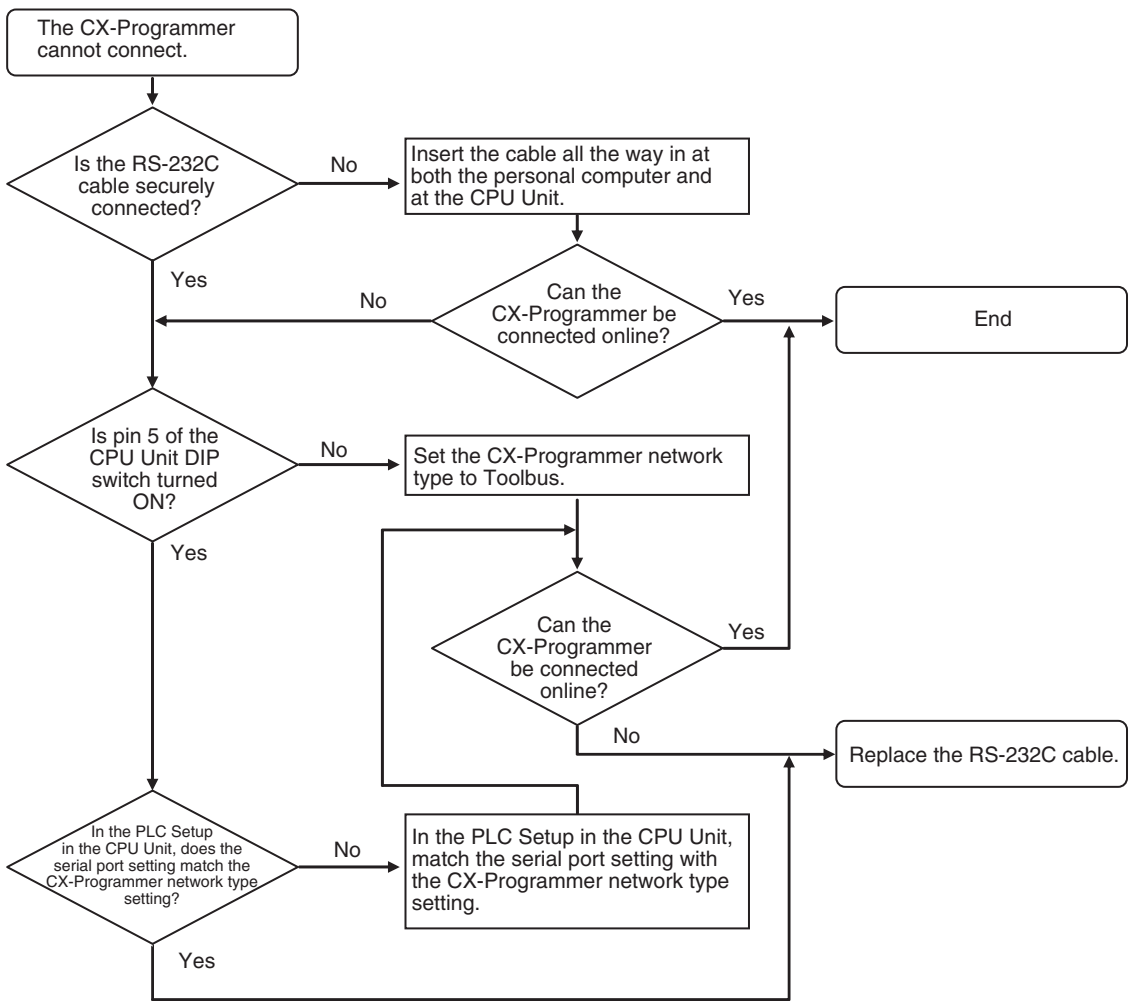 The CX-Programmer
cannot connect.
Is the RS-232C
cable securely
connected?
No
Insert the cable all the way in at
both the personal computer and
at the CPU Unit.
Yes
No
Can the
CX-Programmer be
connected online?
Yes
End
Is pin 5 of the
CPU Unit DIP
switch turned
ON?
No
Set the CX-Programmer network
type to Toolbus.
Yes
Can the
CX-Programmer
be connected
online?
Yes
No
Replace the RS-232C cable.
In the PLC Setup
in the CPU Unit, does the
serial port setting match the
CX-Programmer network type
setting?
No
In the PLC Setup in the CPU Unit,
match the serial port setting with
the CX-Programmer network type
setting.
Yes